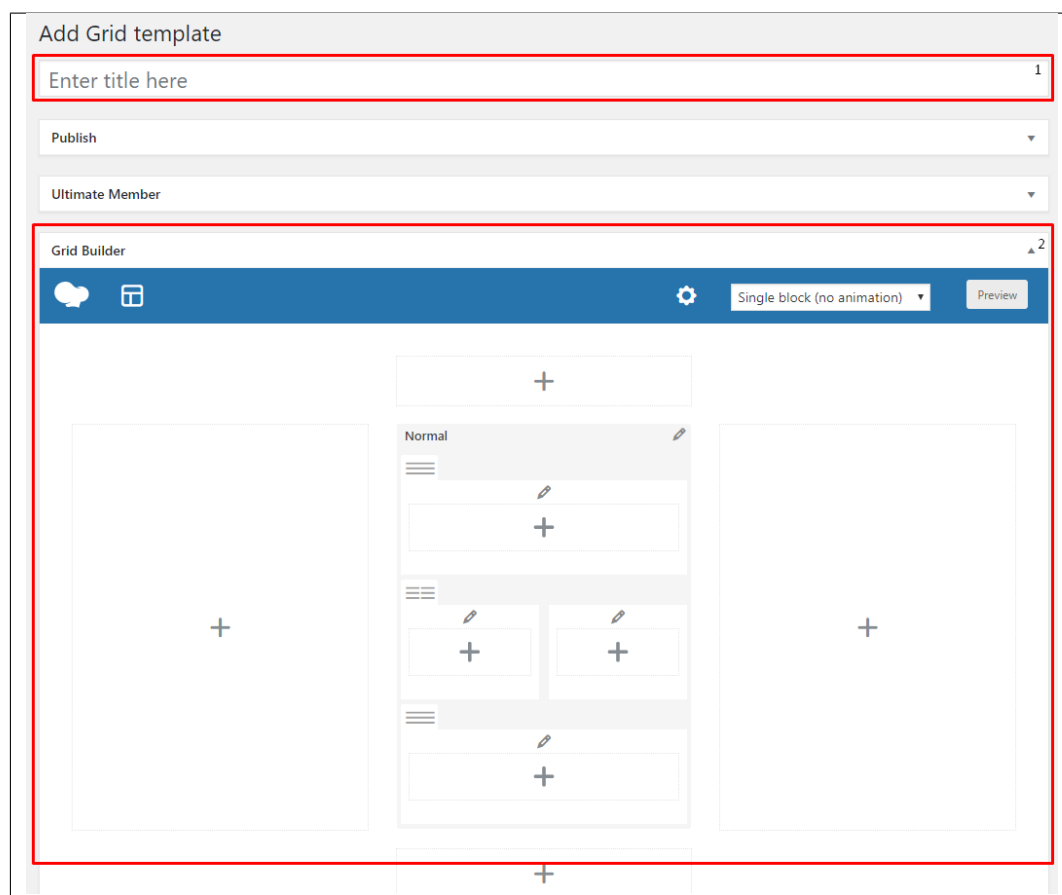 Add Grid template
Enter title here
1
Publish
Ultimate Member
Grid Builder
2
Single block (no animation)
Preview
Normal